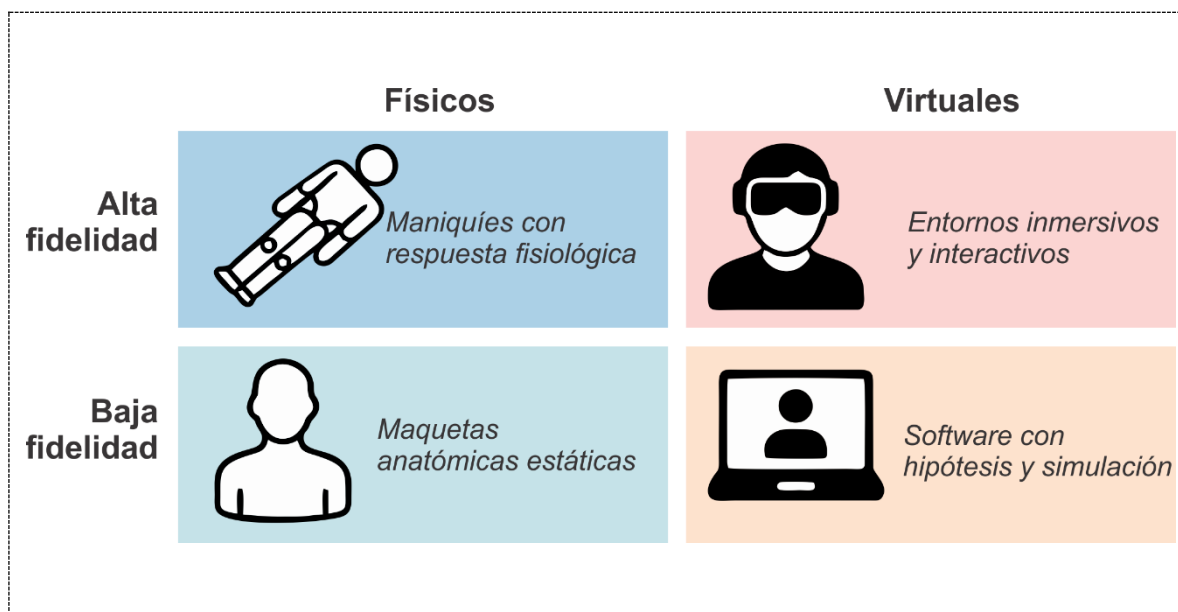 Físicos
Virtuales
Alta
fidelidad
Maniquíes con
respuesta fisiológica
Entornos inmersivos
y interactivos
Baja
fidelidad
Maquetas
anatómicas estáticas
Software con
hipótesis y simulación